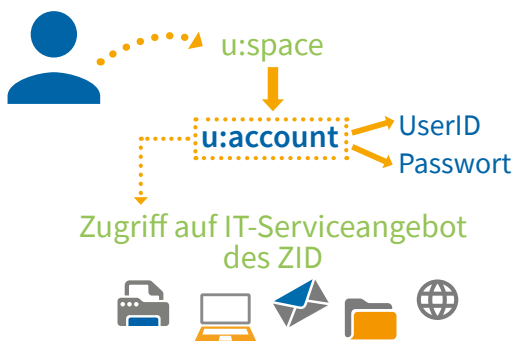 u:space
u:account
UserID
Passwort
Zugriff auf IT-Serviceangebot
des ZID